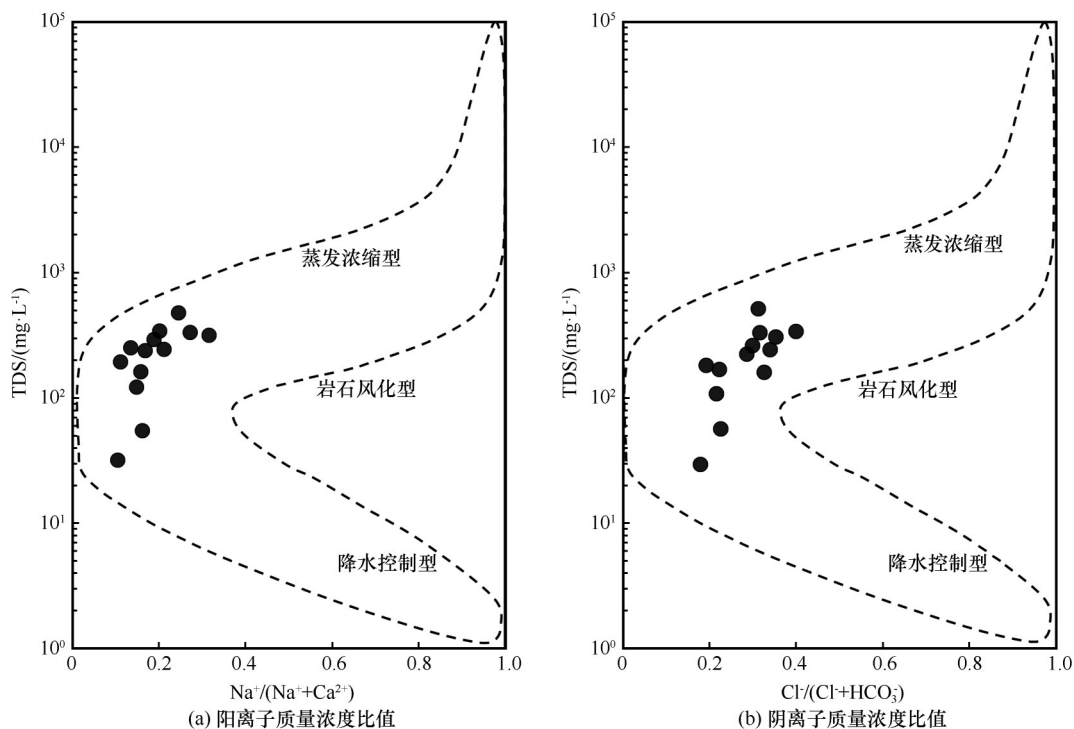 10⁵
10⁴
10³
10²
10¹
10⁰
TDS/(mg·L⁻¹)
蒸发浓缩型
岩石风化型
降水控制型
0 0.2 0.4 0.6 0.8 1.0
Na⁺/(Na⁺+Ca²⁺)
(a) 阳离子质量浓度比值
10⁵
10⁴
10³
10²
10¹
10⁰
TDS/(mg·L⁻¹)
蒸发浓缩型
岩石风化型
降水控制型
0 0.2 0.4 0.6 0.8 1.0
Cl⁻/(Cl⁻+HCO₃⁻)
(b) 阴离子质量浓度比值